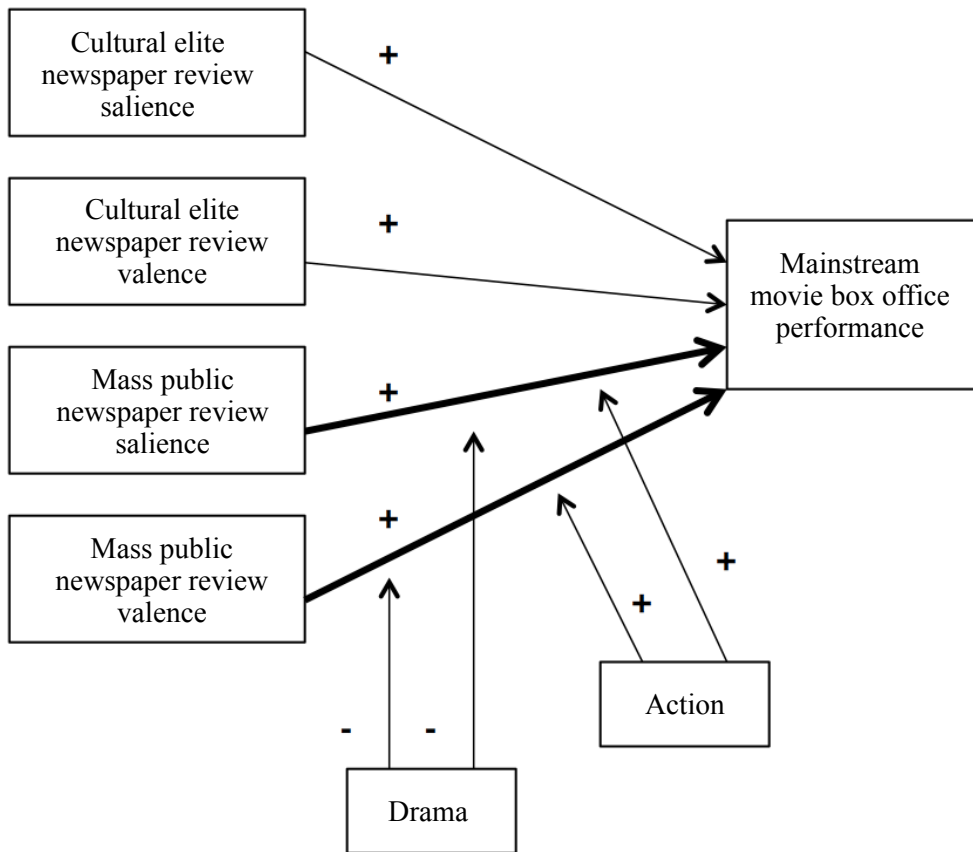 Cultural elite
newspaper review
salience
+
Cultural elite
newspaper review
valence
+
Mainstream
movie box office
performance
Mass public
newspaper review
salience
+
Mass public
newspaper review
valence
+
+
+
Action
-
-
Drama